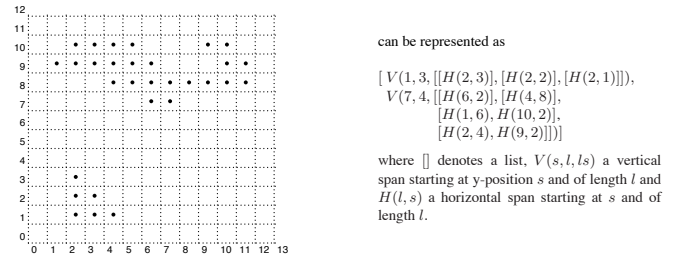 12
11
10
9
8
7
6
5
4
3
2
1
0
0 1 2 3 4 5 6 7 8 9 10 11 12 13
can be represented as
[ V(1, 3, [[H(2, 3)], [H(2, 2)], [H(2, 1)]]),
V(7, 4, [[H(6, 2)], [H(4, 8)],
[H(1, 6), H(10, 2)],
[H(2, 4), H(9, 2)]])]
where [] denotes a list, V(s, l, ls) a vertical
span starting at y-position s and of length l and
H(l, s) a horizontal span starting at s and of
length l.